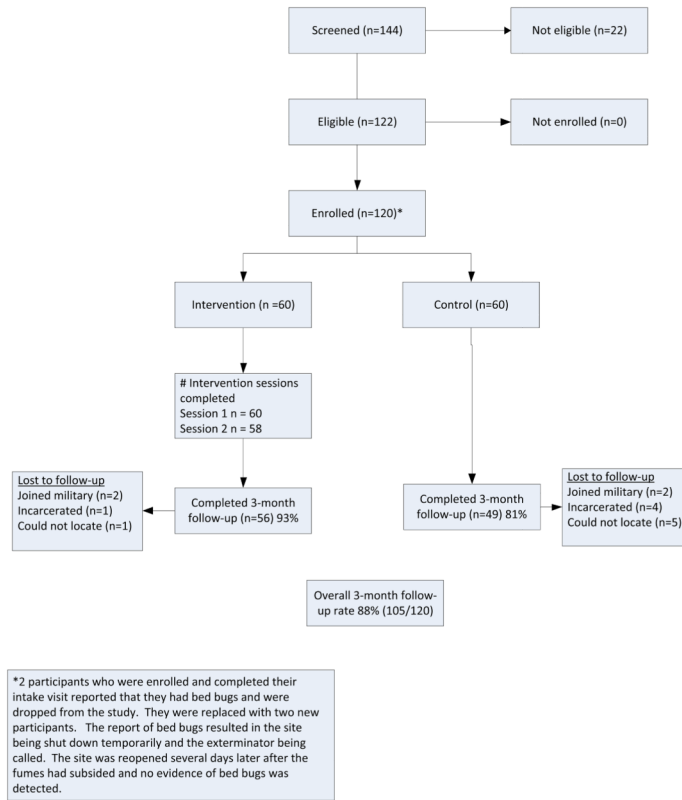 Screened (n=144)
Not eligible (n=22)
Eligible (n=122)
Not enrolled (n=0)
Enrolled (n=120)*
Intervention (n =60)
Control (n=60)
# Intervention sessions
completed
Session 1 n = 60
Session 2 n = 58
Lost to follow-up
Joined military (n=2)
Incarcerated (n=1)
Could not locate (n=1)
Completed 3-month
follow-up (n=56) 93%
Completed 3-month
follow-up (n=49) 81%
Lost to follow-up
Joined military (n=2)
Incarcerated (n=4)
Could not locate (n=5)
Overall 3-month follow-
up rate 88% (105/120)
*2 participants who were enrolled and completed their
intake visit reported that they had bed bugs and were
dropped from the study. They were replaced with two new
participants. The report of bed bugs resulted in the site
being shut down temporarily and the exterminator being
called. The site was reopened several days later after the
fumes had subsided and no evidence of bed bugs was
detected.